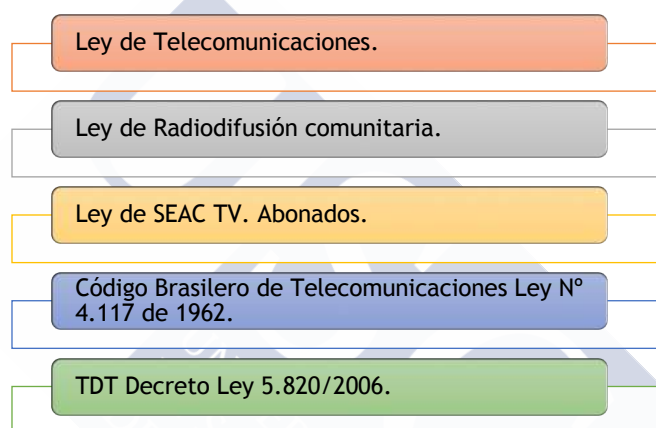 Ley de Telecomunicaciones.
Ley de Radiodifusión comunitaria.
Ley de SEAC TV. Abonados.
Código Brasilero de Telecomunicaciones Ley Nº
4.117 de 1962.
TDT Decreto Ley 5.820/2006.